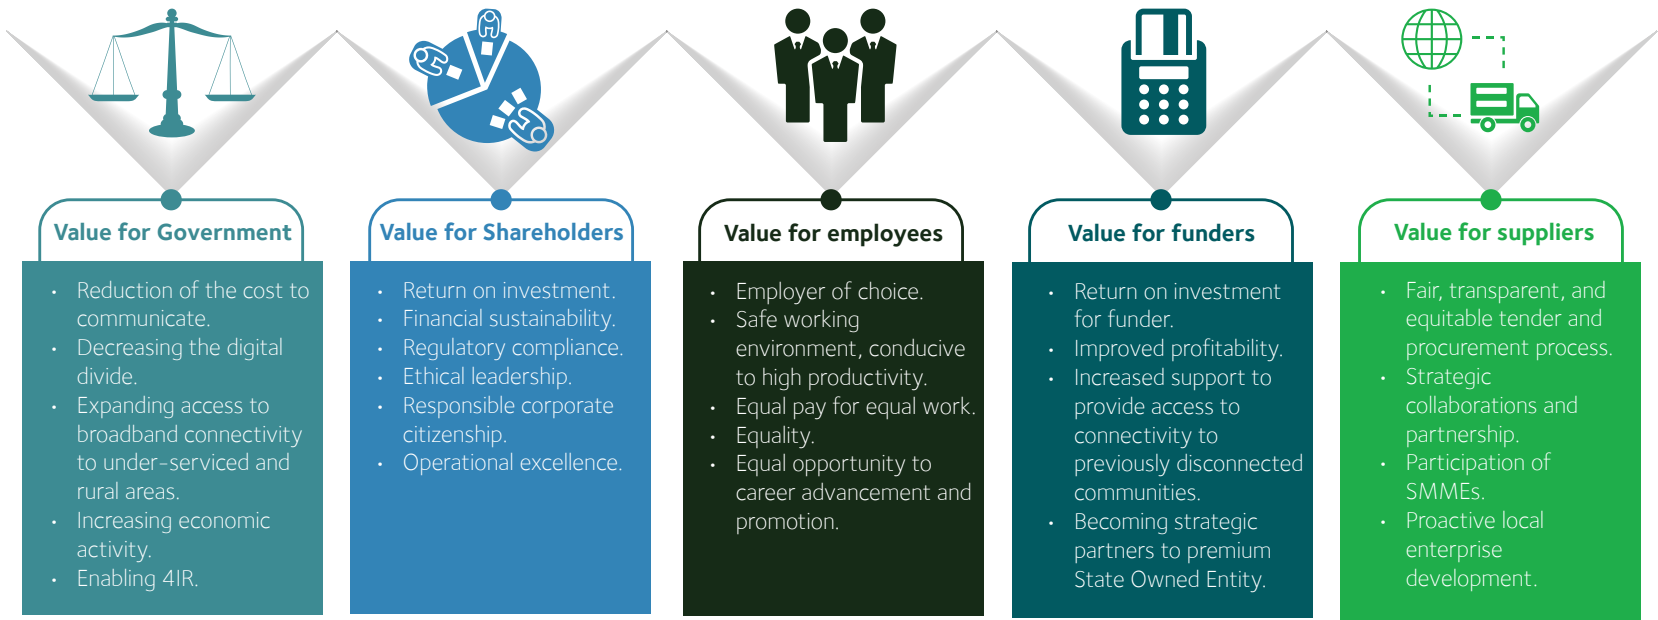 Value for Government
• Reduction of the cost to
communicate.
• Decreasing the digital
divide.
• Expanding access to
broadband connectivity
to under-serviced and
rural areas.
• Increasing economic
activity.
• Enabling 4IR.
Value for Shareholders
• Return on investment.
• Financial sustainability.
• Regulatory compliance.
• Ethical leadership.
• Responsible corporate
citizenship.
• Operational excellence.
Value for employees
• Employer of choice.
• Safe working
environment, conducive
to high productivity.
• Equal pay for equal work.
• Equality.
• Equal opportunity to
career advancement and
promotion.
Value for funders
• Return on investment
for funder.
• Improved profitability.
• Increased support to
provide access to
connectivity to
previously disconnected
communities.
• Becoming strategic
partners to premium
State Owned Entity.
Value for suppliers
• Fair, transparent, and
equitable tender and
procurement process.
• Strategic
collaborations and
partnership.
• Participation of
SMMEs.
• Proactive local
enterprise
development.